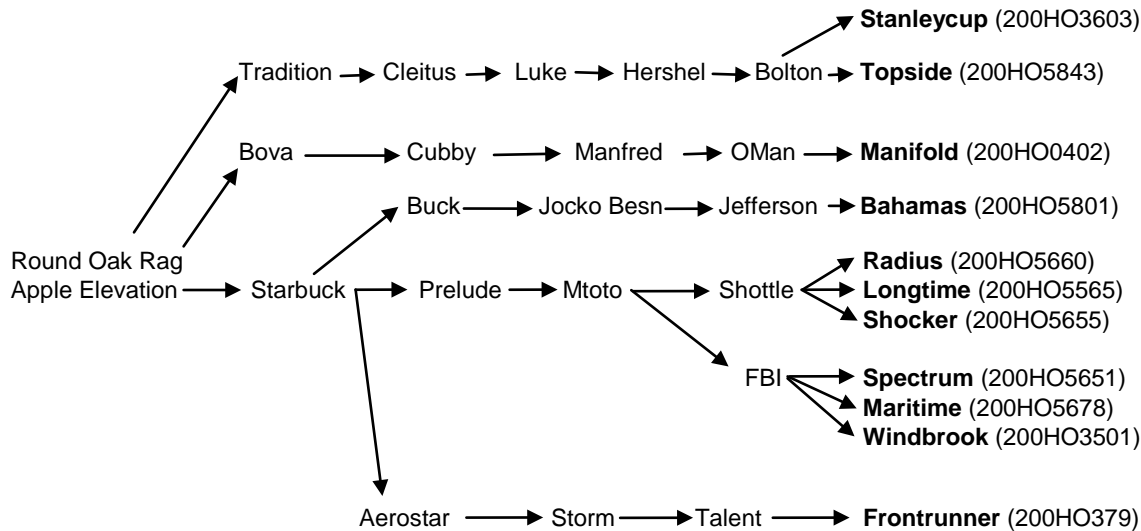 Stanleycup (200HO3603)
Tradition Cleitus Luke Hershel Bolton Topside (200HO5843)
Bova Cubby Manfred OMan Manifold (200HO0402)
Buck Jocko Besn Jefferson Bahamas (200HO5801)
Round Oak Rag Radius (200HO5660)
Apple Elevation Starbuck Prelude Mtoto Shottle Longtime (200HO5565)
Shocker (200HO5655)
FBI Spectrum (200HO5651)
Maritime (200HO5678)
Windbrook (200HO3501)
Aerostar Storm Talent Frontrunner (200HO379)